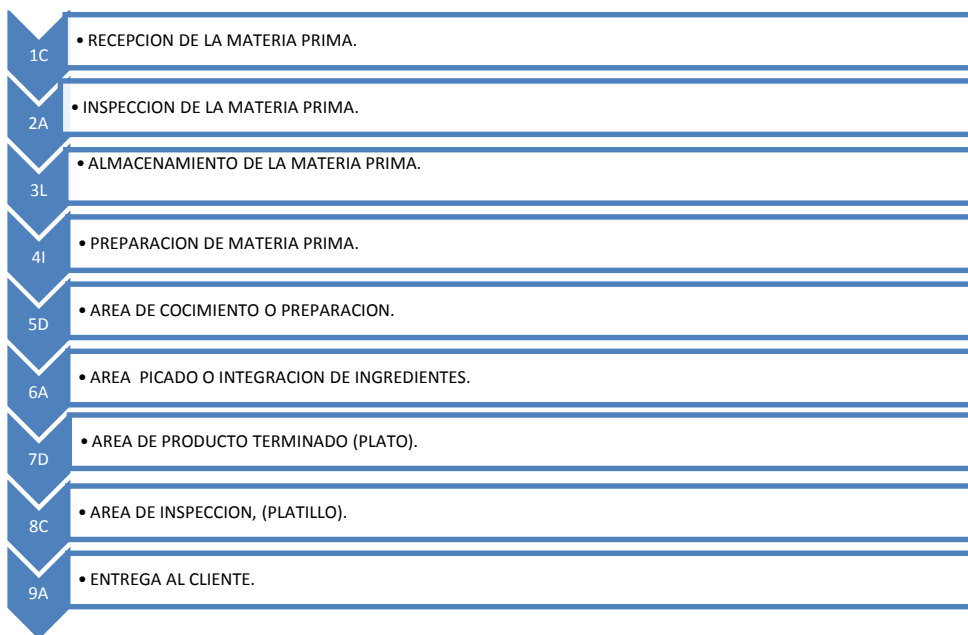 1C
• RECEPCION DE LA MATERIA PRIMA.
2A
• INSPECCION DE LA MATERIA PRIMA.
3L
• ALMACENAMIENTO DE LA MATERIA PRIMA.
4I
• PREPARACION DE MATERIA PRIMA.
5D
• AREA DE COCIMIENTO O PREPARACION.
6A
• AREA  PICADO O INTEGRACION DE INGREDIENTES.
7D
• AREA DE PRODUCTO TERMINADO (PLATO).
8C
• AREA DE INSPECCION, (PLATILLO).
9A
• ENTREGA AL CLIENTE.